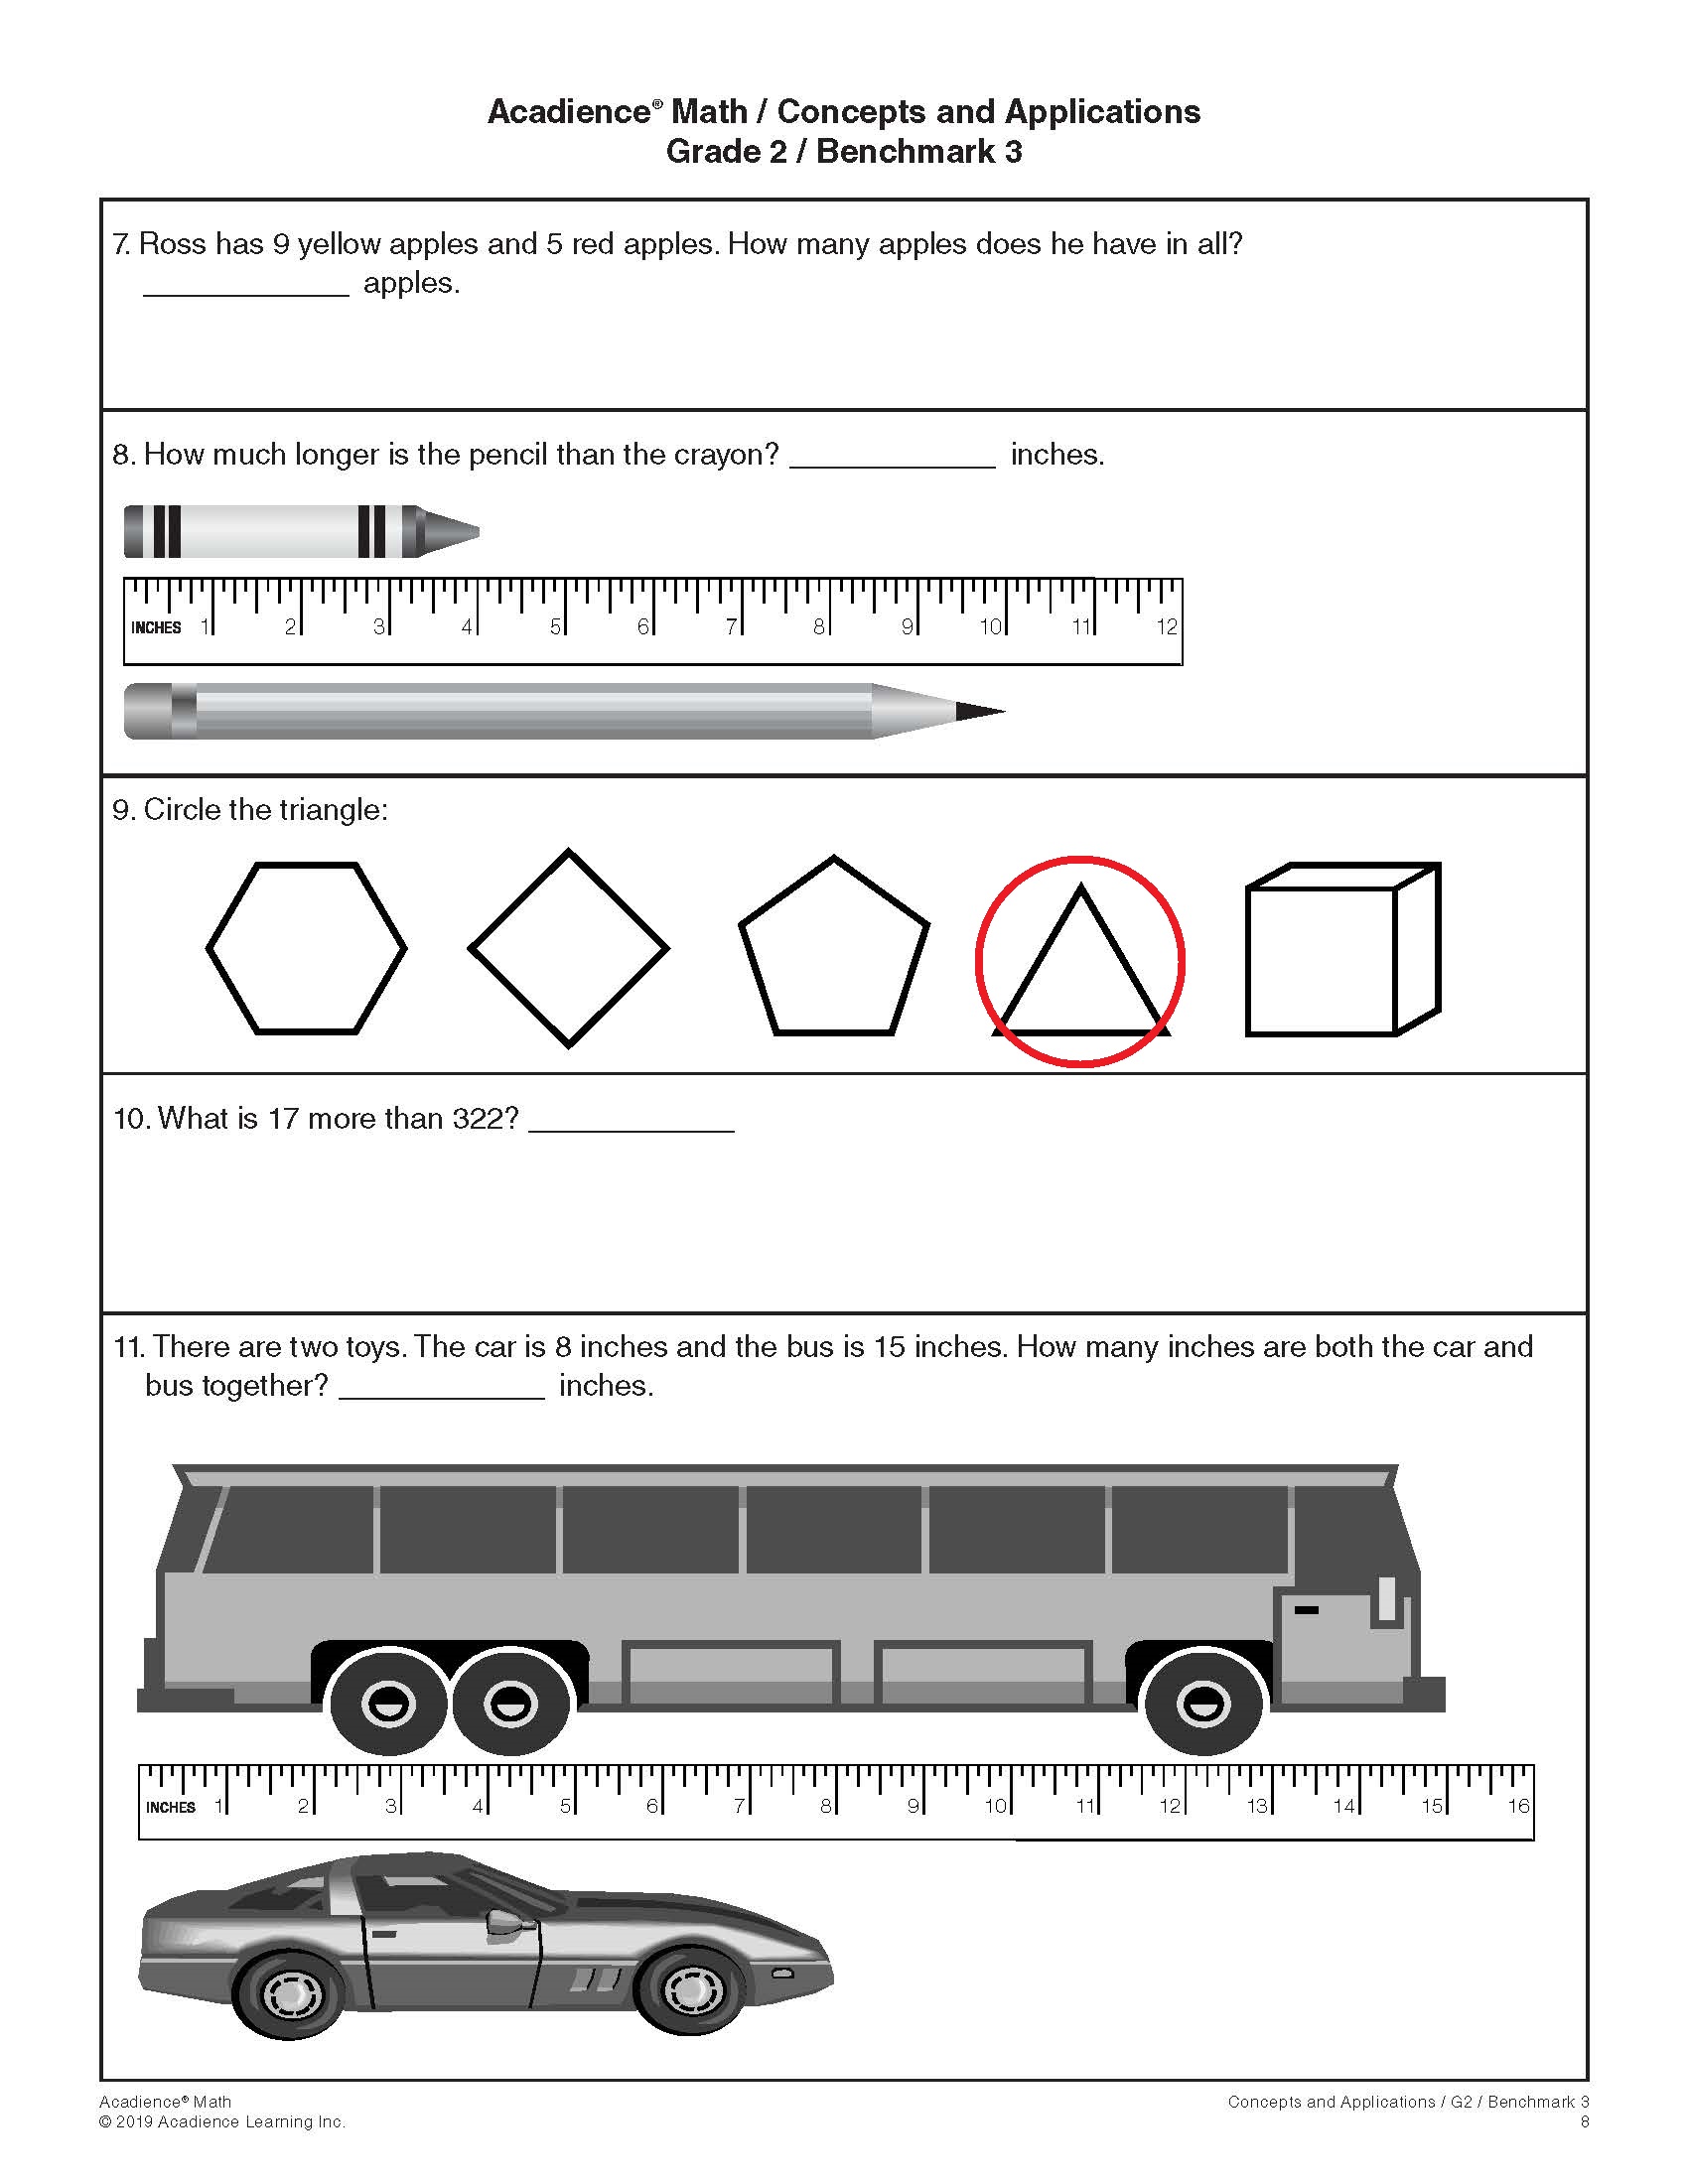 Acadience® Math / Concepts and Applications
Grade 2 / Benchmark 3
7. Ross has 9 yellow apples and 5 red apples. How many apples does he have in all?
____________ apples.
8. How much longer is the pencil than the crayon? ____________ inches.
INCHES 1 2 3 4 5 6 7 8 9 10 11 12
9. Circle the triangle:
10. What is 17 more than 322? ____________
11. There are two toys. The car is 8 inches and the bus is 15 inches. How many inches are both the car and
bus together? ____________ inches.
INCHES 1 2 3 4 5 6 7 8 9 10 11 12 13 14 15 16
Acadience® Math
© 2019 Acadience Learning Inc.
Concepts and Applications / G2 / Benchmark 3
8